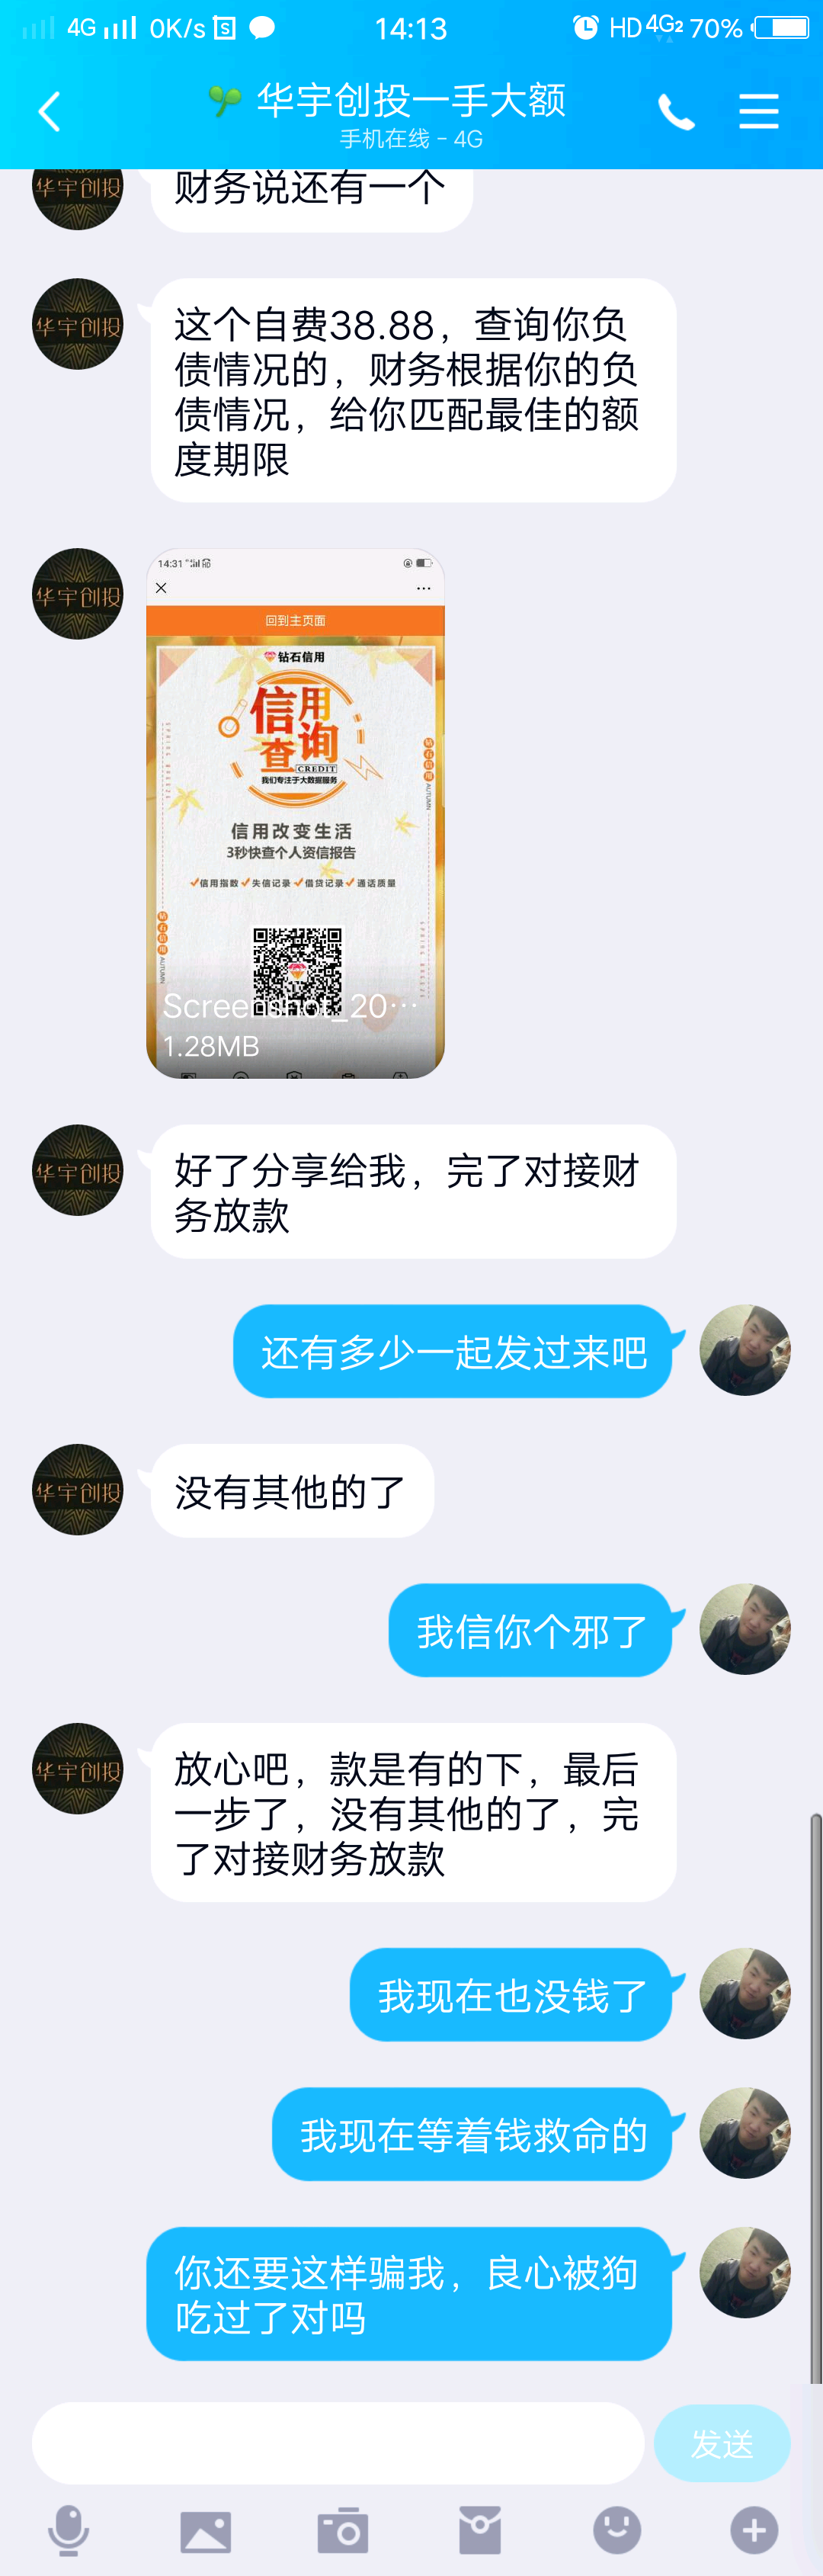 4G 0K/s 14:13 HD 4G2 70%
华宇创投一手大额
手机在线 - 4G
华宇创投
财务说还有一个
华宇创投
这个自费38.88，查询你负
债情况的，财务根据你的负
债情况，给你匹配最佳的额
度期限
华宇创投
14:31
回到主页面
钻石信用
信用
查询
CREDIT
我们专注于大数据服务
钻石信用
AUTUMN
信用改变生活
3秒快查个人资信报告
信用指数 失信记录 借贷记录 通话质量
钻石信用
AUTUMN
Screenshot_20...
1.28MB
华宇创投
好了分享给我，完了对接财
务放款
还有多少一起发过来吧
华宇创投
没有其他的了
我信你个邪了
华宇创投
放心吧，款是有的下，最后
一步了，没有其他的了，完
了对接财务放款
我现在也没钱了
我现在等着钱救命的
你还要这样骗我，良心被狗
吃过了对吗
发送